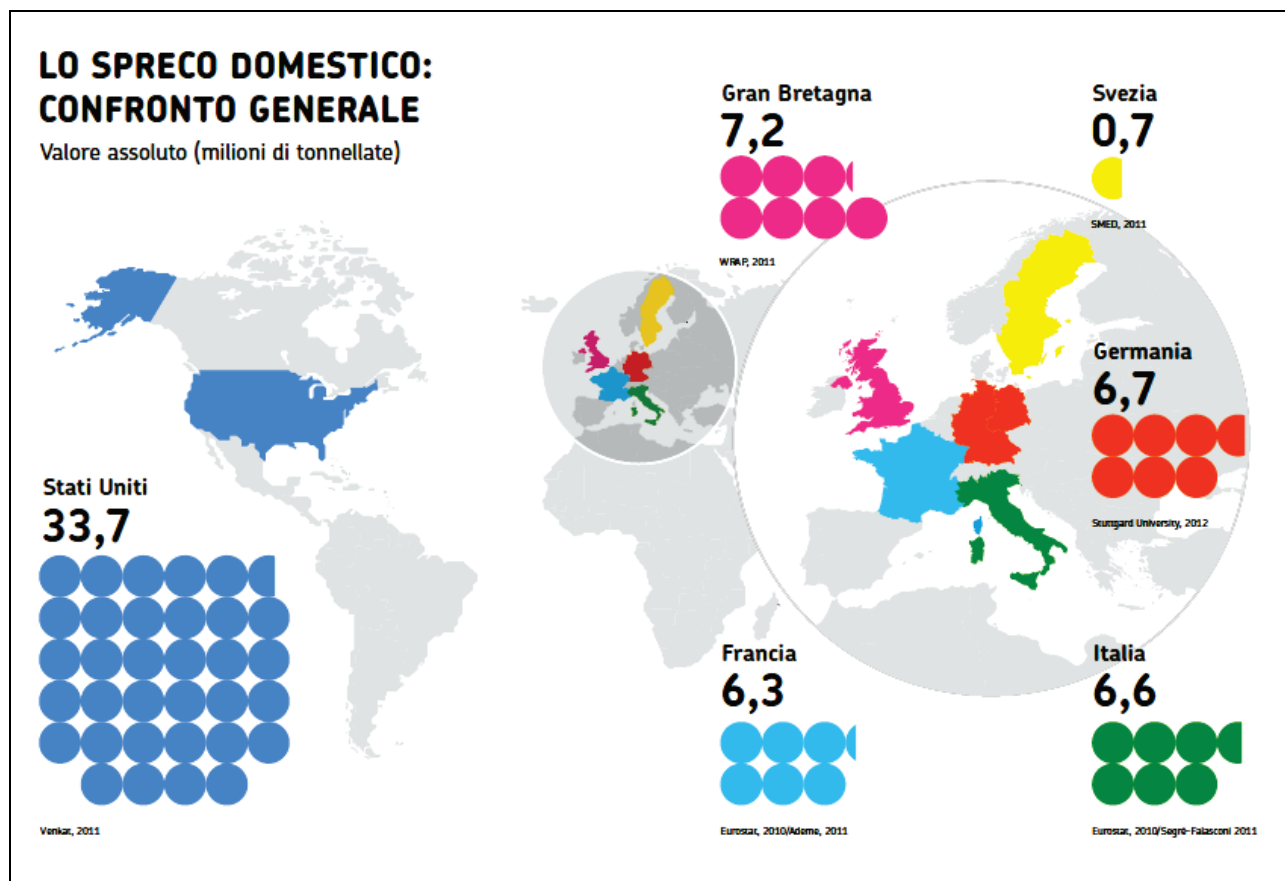 LO SPRECO DOMESTICO:
CONFRONTO GENERALE
Valore assoluto (milioni di tonnellate)
Gran Bretagna
7,2
WRAP, 2011
Svezia
0,7
SMED, 2011
Germania
6,7
Stuttgard University, 2012
Stati Uniti
33,7
Venkat, 2011
Francia
6,3
Eurostat, 2010/Ademe, 2011
Italia
6,6
Eurostat, 2010/Segrè-Falasconi 2011